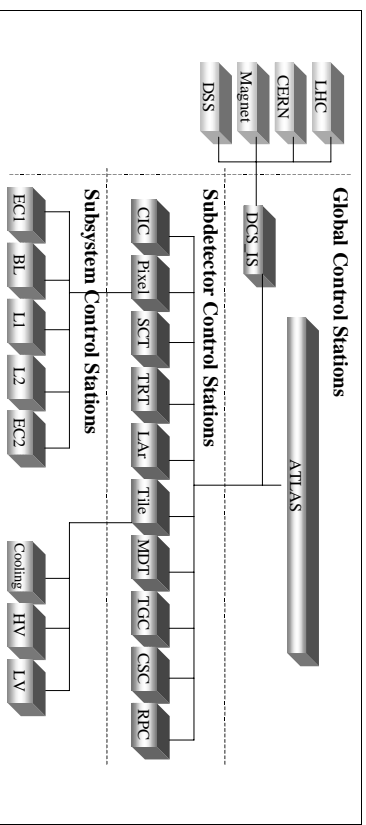 Global Control Stations
ATLAS
LHC
CERN
Magnet
DSS
DCS_IS
Subdetector Control Stations
CIC
Pixel
SCT
TRT
LAr
Tile
MDT
TGC
CSC
RPC
Subsystem Control Stations
EC1
BL
L1
L2
EC2
Cooling
HV
LV